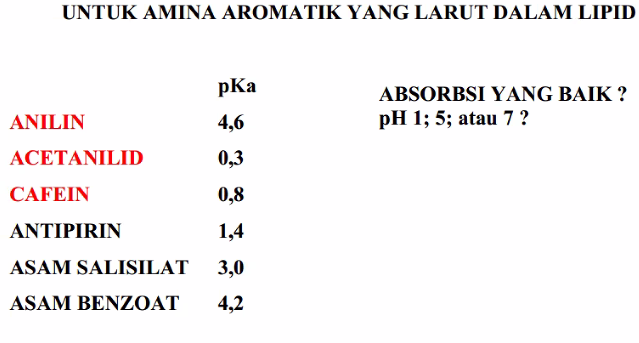 UNTUK AMINA AROMATIK YANG LARUT DALAM LIPID
pKa
ANILIN 4,6
ACETANILID 0,3
CAFEIN 0,8
ANTIPIRIN 1,4
ASAM SALISILAT 3,0
ASAM BENZOAT 4,2
ABSORBSI YANG BAIK ?
pH 1; 5; atau 7 ?